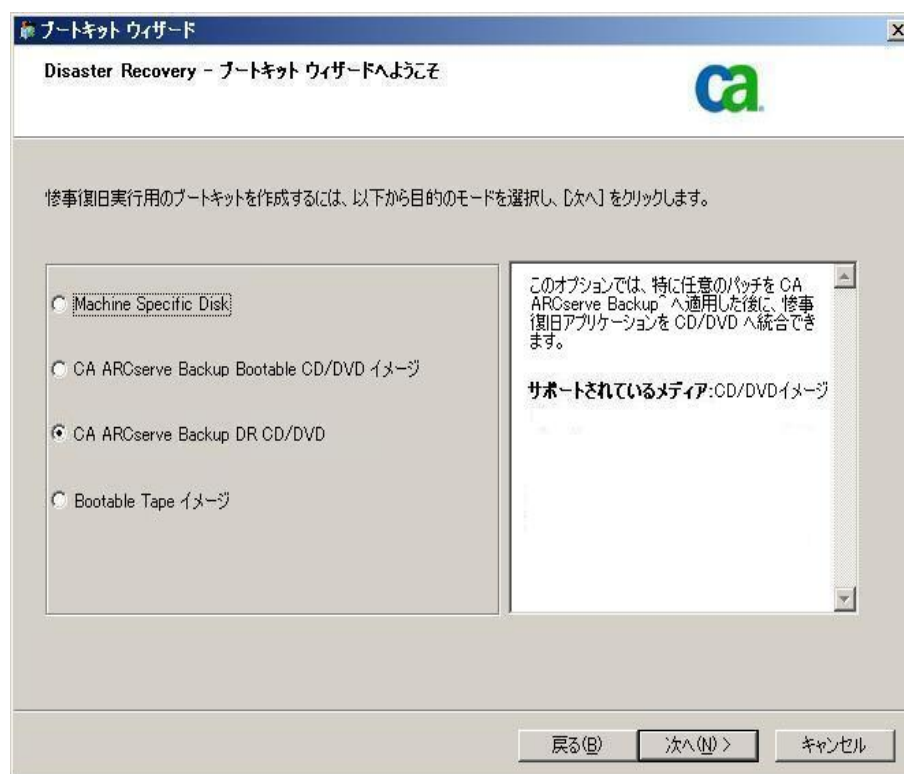 ブートキット ウィザード
Disaster Recovery - ブートキット ウィザードへようこそ
ca
惨事復旧実行用のブートキットを作成するには、以下から目的のモードを選択し、[次へ] をクリックします。
Machine Specific Disk
CA ARCserve Backup Bootable CD/DVD イメージ
CA ARCserve Backup DR CD/DVD
Bootable Tape イメージ
このオプションでは、特に任意のパッチを CA
ARCserve Backup^ へ適用した後に、惨事
復旧アプリケーションを CD/DVD へ統合でき
ます。
サポートされているメディア:CD/DVDイメージ
戻る(B)
次へ(N) >
キャンセル